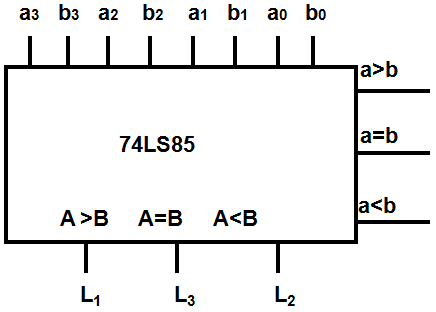 a₃ b₃ a₂ b₂ a₁ b₁ a₀ b₀
a>b
74LS85
a=b
a<b
A >B A=B A<B
L₁ L₃ L₂